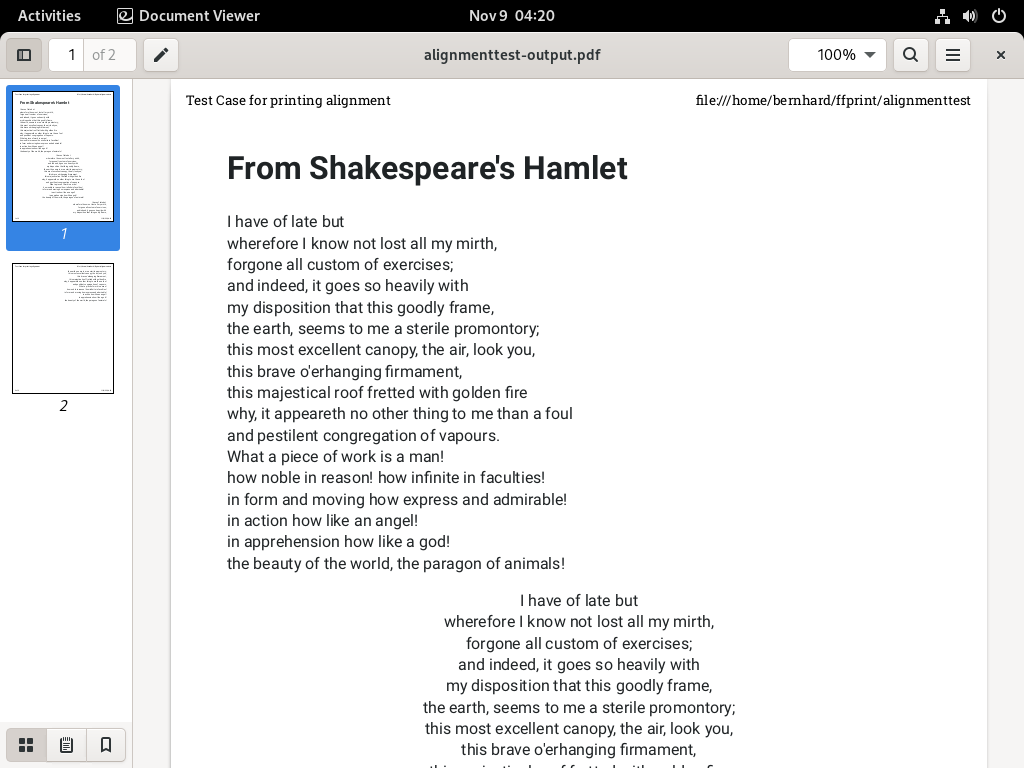 Activities Document Viewer Nov 9 04:20
1 of 2 alignmenttest-output.pdf 100%
1
2
Test Case for printing alignment file:///home/bernhard/ffprint/alignmenttest
From Shakespeare's Hamlet
I have of late but
wherefore I know not lost all my mirth,
forgone all custom of exercises;
and indeed, it goes so heavily with
my disposition that this goodly frame,
the earth, seems to me a sterile promontory;
this most excellent canopy, the air, look you,
this brave o'erhanging firmament,
this majestical roof fretted with golden fire
why, it appeareth no other thing to me than a foul
and pestilent congregation of vapours.
What a piece of work is a man!
how noble in reason! how infinite in faculties!
in form and moving how express and admirable!
in action how like an angel!
in apprehension how like a god!
the beauty of the world, the paragon of animals!
I have of late but
wherefore I know not lost all my mirth,
forgone all custom of exercises;
and indeed, it goes so heavily with
my disposition that this goodly frame,
the earth, seems to me a sterile promontory;
this most excellent canopy, the air, look you,
this brave o'erhanging firmament,